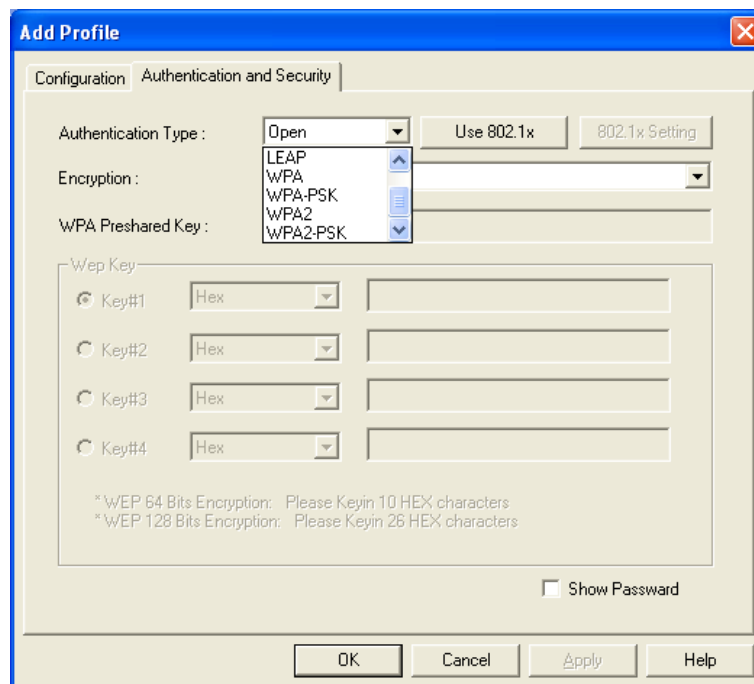 Add Profile
Configuration
Authentication and Security
Authentication Type :
Open
Use 802.1x
802.1x Setting
LEAP
WPA
WPA-PSK
WPA2
WPA2-PSK
Encryption :
WPA Preshared Key :
Wep Key
Key#1
Hex
Key#2
Hex
Key#3
Hex
Key#4
Hex
* WEP 64 Bits Encryption:   Please Keyin 10 HEX characters
* WEP 128 Bits Encryption:   Please Keyin 26 HEX characters
Show Passward
OK
Cancel
Apply
Help